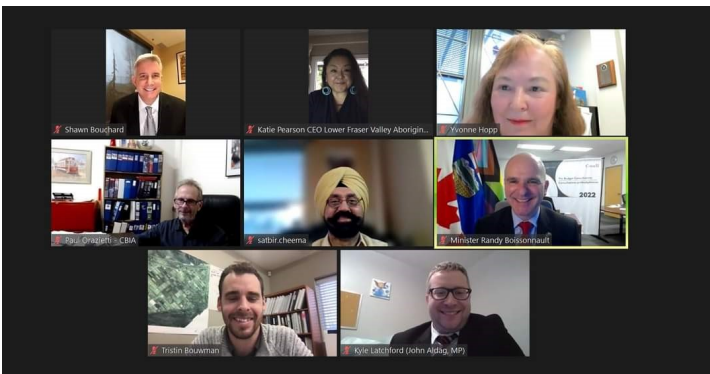 Shawn Bouchard
Katie Pearson CEO Lower Fraser Valley Aborigin..
Yvonne Hopp
Paul Orazietti - CBIA
satbir.cheema
Canada
2022
Minister Randy Boissonnault
Tristin Bouwman
Kyle Latchford (John Aldag, MP)